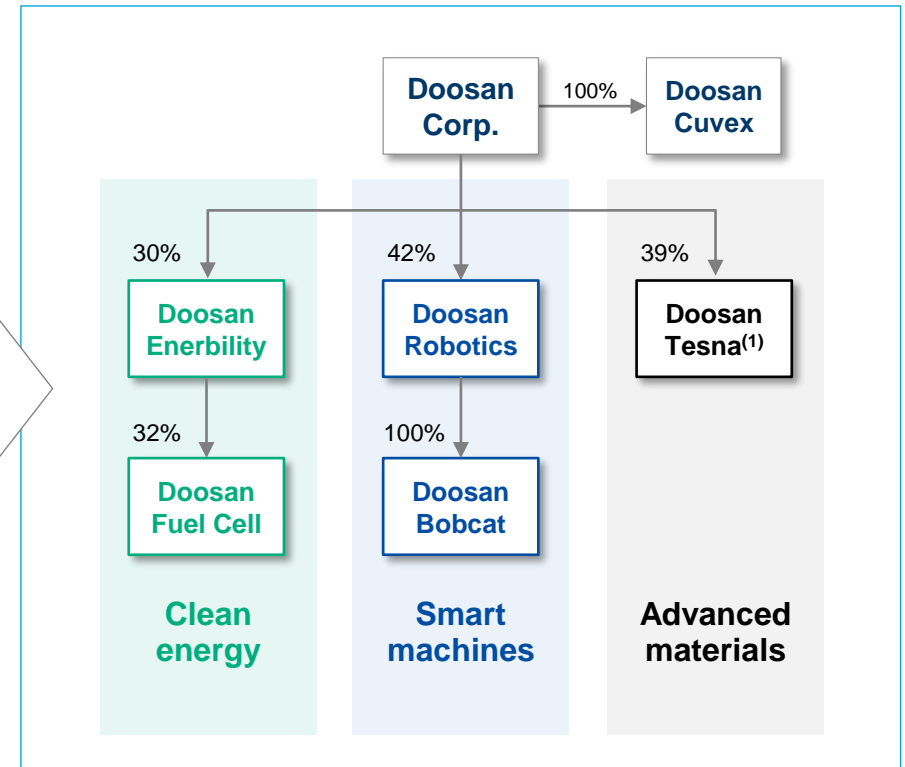 Doosan
Corp.
100%
Doosan
Cuvex
30%
42%
39%
Doosan
Enerbility
Doosan
Robotics
Doosan
Tesna(1)
32%
100%
Doosan
Fuel Cell
Doosan
Bobcat
Clean
energy
Smart
machines
Advanced
materials